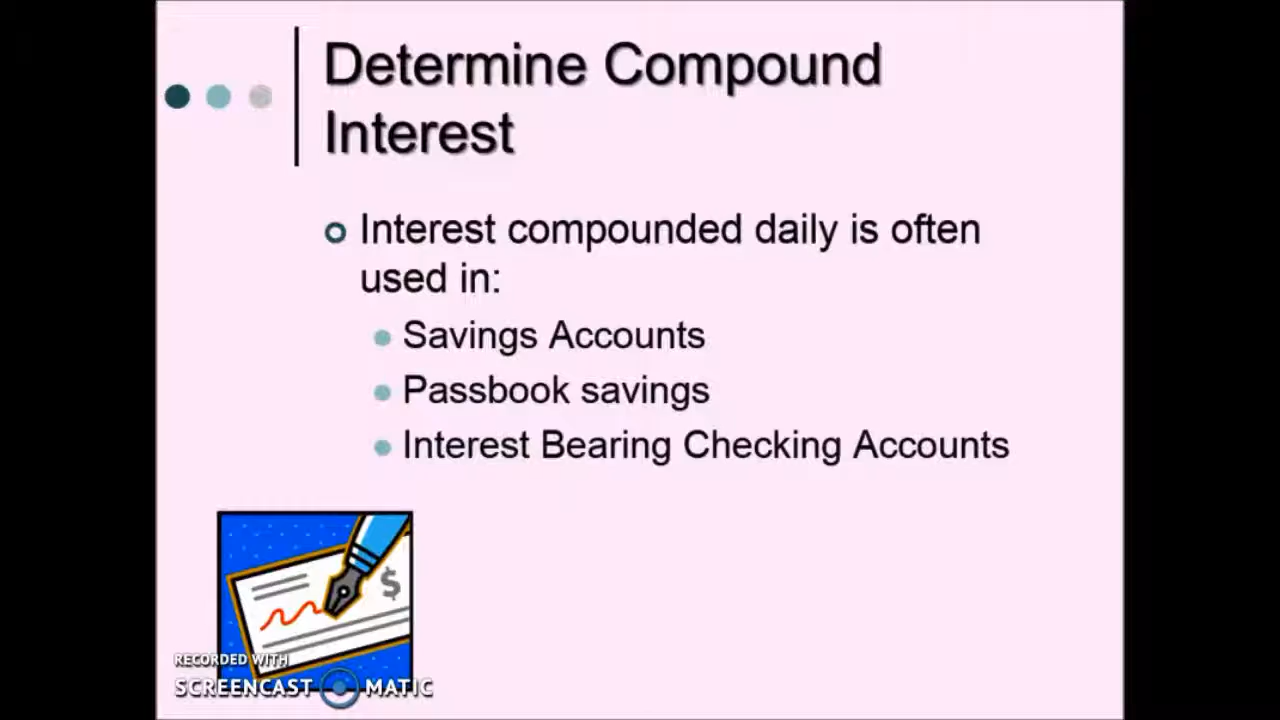 Determine Compound
Interest
Interest compounded daily is often
used in:
Savings Accounts
Passbook savings
Interest Bearing Checking Accounts
$
RECORDED WITH
SCREENCAST MATIC